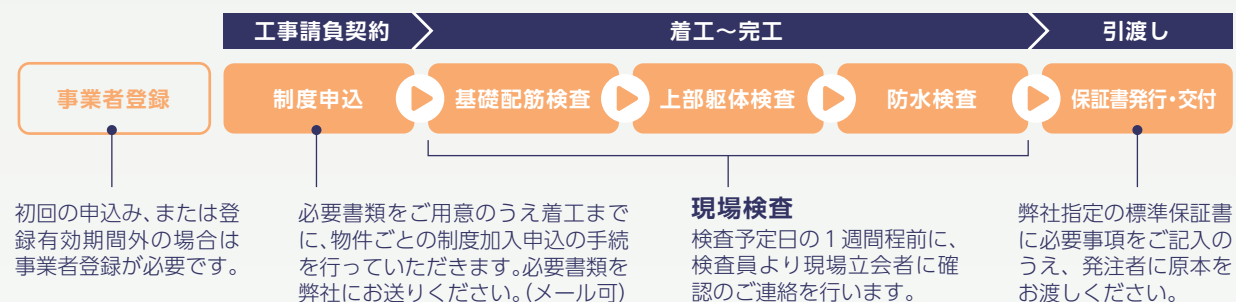 工事請負契約
着工～完工
引渡し
事業者登録
制度申込
基礎配筋検査
上部躯体検査
防水検査
保証書発行・交付
初回の申込み、または登
録有効期間外の場合は
事業者登録が必要です。
必要書類をご用意のうえ着工まで
に、物件ごとの制度加入申込の手続
を行っていただきます。必要書類を
弊社にお送りください。(メール可)
現場検査
検査予定日の1週間程前に、
検査員より現場立会者に確
認のご連絡を行います。
弊社指定の標準保証書
に必要事項をご記入の
うえ、発注者に原本を
お渡しください。